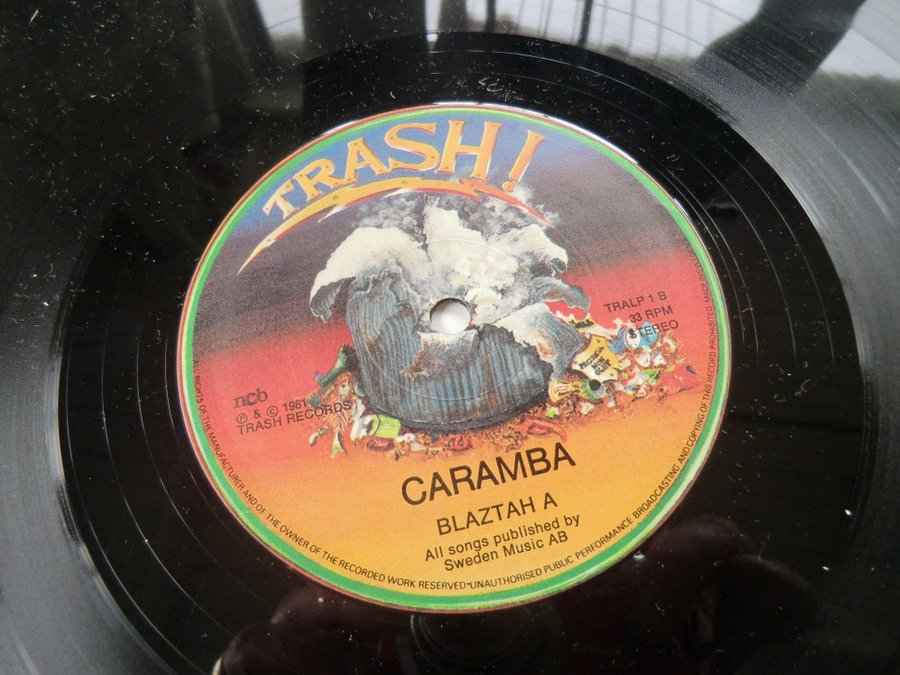 TRASH!
TRALP 1 B
33 RPM
STEREO
ncb
℗ & © 1981
TRASH RECORDS
CARAMBA
BLAZTAH A
All songs published by
Sweden Music AB
ALL RIGHTS OF THE MANUFACTURER AND OF THE OWNER OF THE RECORDED WORK RESERVED•UNAUTHORISED PUBLIC PERFORMANCE BROADCASTING AND COPYING OF THIS RECORD PROHIBITED. MADE